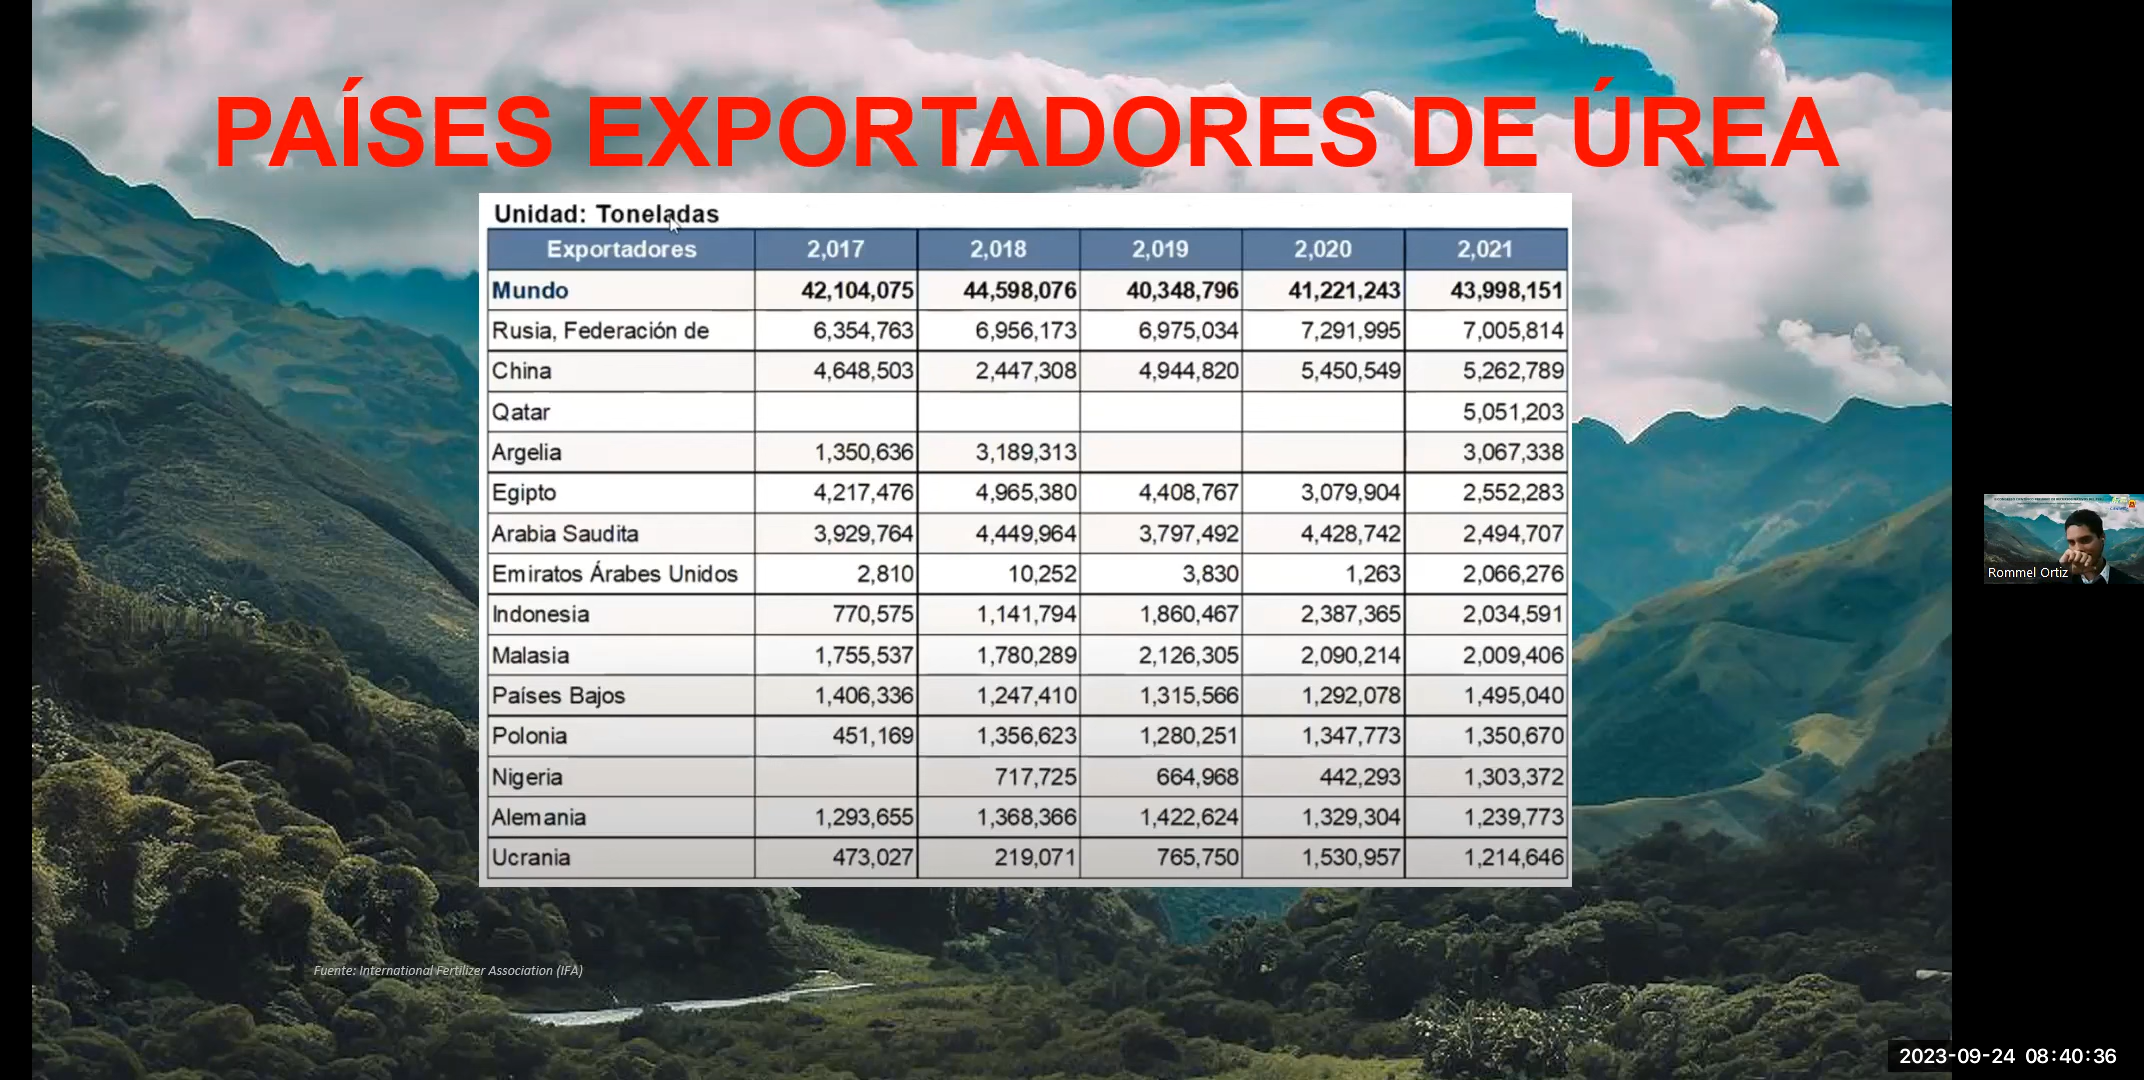 PAÍSES EXPORTADORES DE ÚREA
Unidad: Toneladas
Exportadores 2,017 2,018 2,019 2,020 2,021
Mundo 42,104,075 44,598,076 40,348,796 41,221,243 43,998,151
Rusia, Federación de 6,354,763 6,956,173 6,975,034 7,291,995 7,005,814
China 4,648,503 2,447,308 4,944,820 5,450,549 5,262,789
Qatar 5,051,203
Argelia 1,350,636 3,189,313 3,067,338
Egipto 4,217,476 4,965,380 4,408,767 3,079,904 2,552,283
Arabia Saudita 3,929,764 4,449,964 3,797,492 4,428,742 2,494,707
Emiratos Árabes Unidos 2,810 10,252 3,830 1,263 2,066,276
Indonesia 770,575 1,141,794 1,860,467 2,387,365 2,034,591
Malasia 1,755,537 1,780,289 2,126,305 2,090,214 2,009,406
Países Bajos 1,406,336 1,247,410 1,315,566 1,292,078 1,495,040
Polonia 451,169 1,356,623 1,280,251 1,347,773 1,350,670
Nigeria 717,725 664,968 442,293 1,303,372
Alemania 1,293,655 1,368,366 1,422,624 1,329,304 1,239,773
Ucrania 473,027 219,071 765,750 1,530,957 1,214,646
Fuente: International Fertilizer Association (IFA)
Rommel Ortiz
2023-09-24 08:40:36